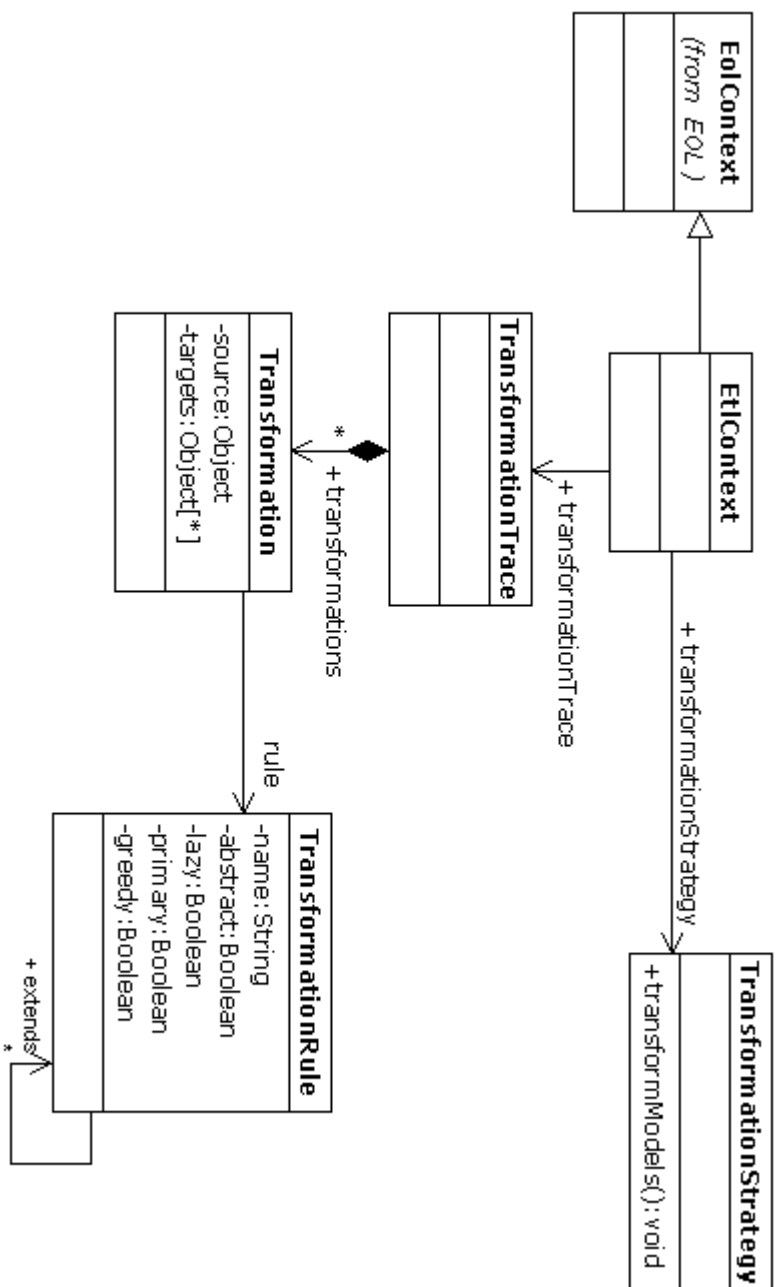 EolContext
(from EOL)
EtlContext
+ transformationStrategy
TransformationStrategy
+transformModels():void
+ transformationTrace
TransformationTrace
*
+ transformations
Transformation
-source:Object
-targets:Object[*]
rule
TransformationRule
-name:String
-abstract:Boolean
-lazy:Boolean
-primary:Boolean
-greedy:Boolean
+ extends
*